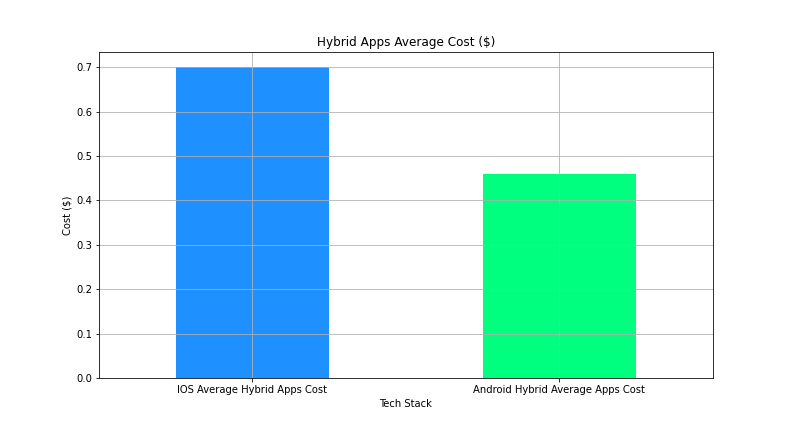 Hybrid Apps Average Cost ($)
0.7
0.6
0.5
0.4
0.3
0.2
0.1
0.0
Cost ($)
IOS Average Hybrid Apps Cost
Android Hybrid Average Apps Cost
Tech Stack